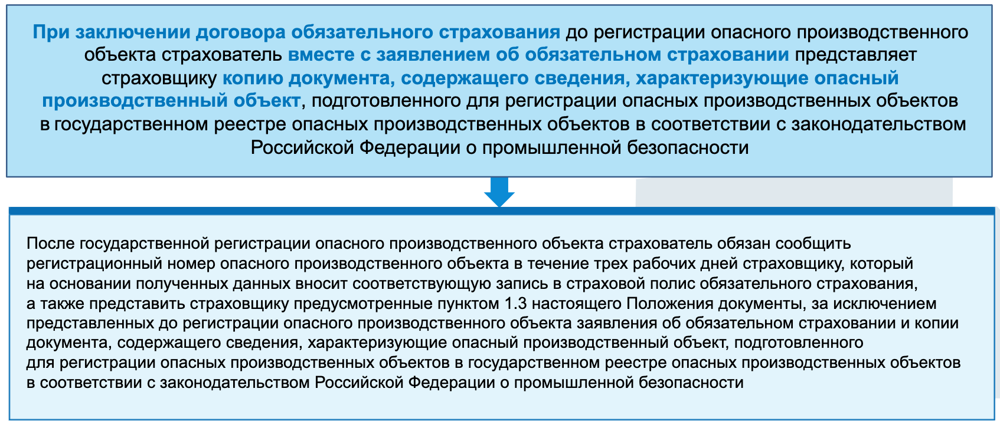 При заключении договора обязательного страхования до регистрации опасного производственного
объекта страхователь вместе с заявлением об обязательном страховании представляет
страховщику копию документа, содержащего сведения, характеризующие опасный
производственный объект, подготовленного для регистрации опасных производственных объектов
в государственном реестре опасных производственных объектов в соответствии с законодательством
Российской Федерации о промышленной безопасности
После государственной регистрации опасного производственного объекта страхователь обязан сообщить
регистрационный номер опасного производственного объекта в течение трех рабочих дней страховщику, который
на основании полученных данных вносит соответствующую запись в страховой полис обязательного страхования,
а также представить страховщику предусмотренные пунктом 1.3 настоящего Положения документы, за исключением
представленных до регистрации опасного производственного объекта заявления об обязательном страховании и копии
документа, содержащего сведения, характеризующие опасный производственный объект, подготовленного
для регистрации опасных производственных объектов в государственном реестре опасных производственных объектов
в соответствии с законодательством Российской Федерации о промышленной безопасности